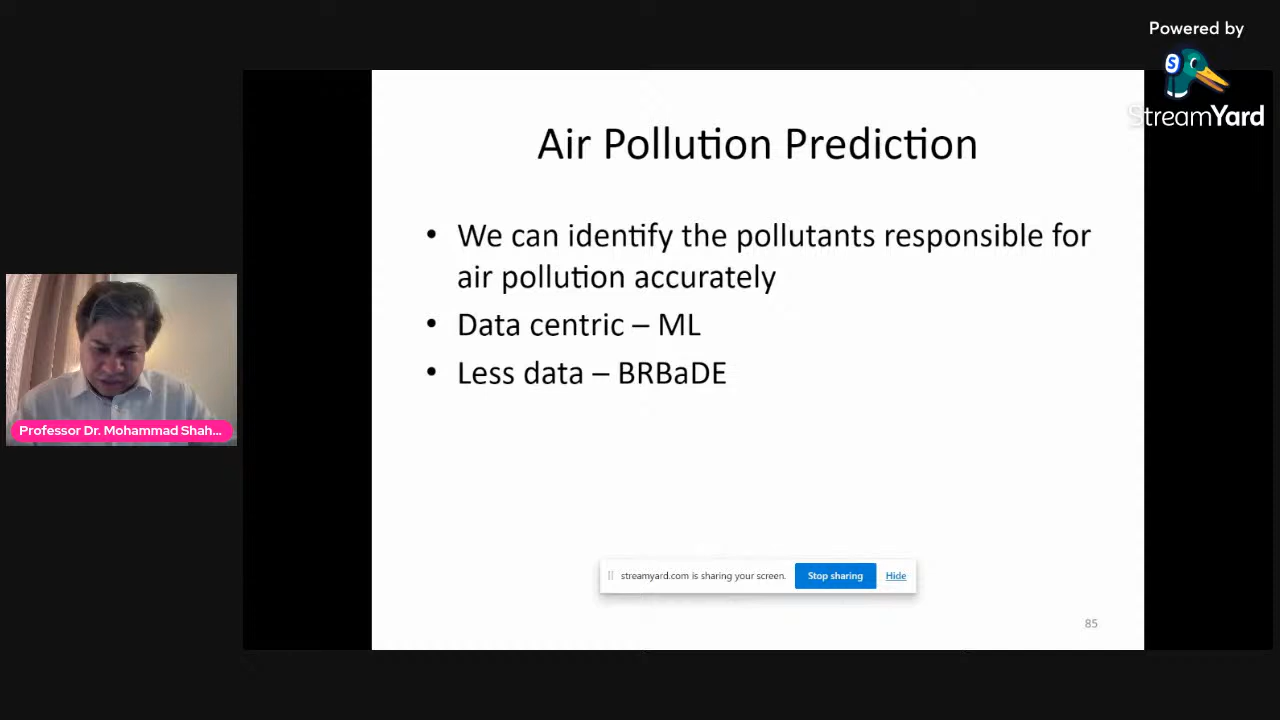 Powered by
StreamYard
Air Pollution Prediction
• We can identify the pollutants responsible for
air pollution accurately
• Data centric – ML
• Less data – BRBaDE
Professor Dr. Mohammad Shah...
streamyard.com is sharing your screen. Stop sharing Hide
85